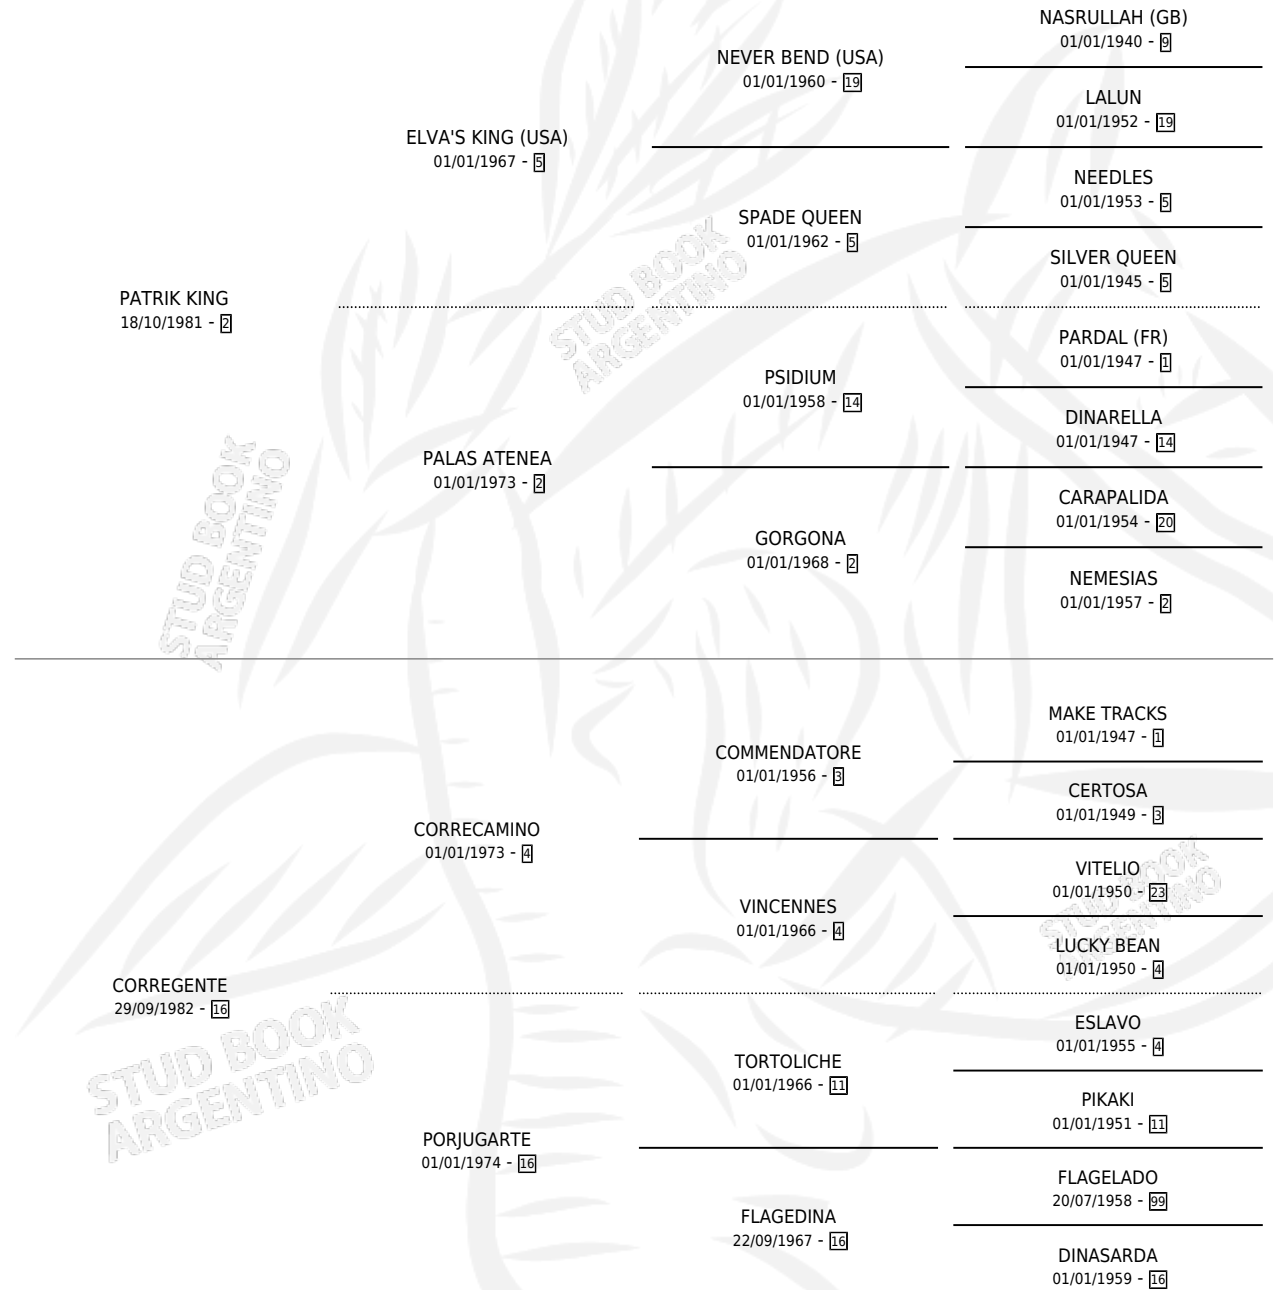 NASRULLAH (GB)
01/01/1940 - 9
NEVER BEND (USA)
01/01/1960 - 19
LALUN
01/01/1952 - 19
ELVA'S KING (USA)
01/01/1967 - 5
NEEDLES
01/01/1953 - 5
SPADE QUEEN
01/01/1962 - 5
SILVER QUEEN
01/01/1945 - 5
PATRIK KING
18/10/1981 - 2
PARDAL (FR)
01/01/1947 - 1
PSIDIUM
01/01/1958 - 14
DINARELLA
01/01/1947 - 14
PALAS ATENEA
01/01/1973 - 2
CARAPALIDA
01/01/1954 - 20
GORGONA
01/01/1968 - 2
NEMESIAS
01/01/1957 - 2
MAKE TRACKS
01/01/1947 - 1
COMMENDATORE
01/01/1956 - 3
CERTOSA
01/01/1949 - 3
CORRECAMINO
01/01/1973 - 4
VITELIO
01/01/1950 - 23
VINCENNES
01/01/1966 - 4
LUCKY BEAN
01/01/1950 - 4
CORREGENTE
29/09/1982 - 16
ESLAVO
01/01/1955 - 4
TORTOLICHE
01/01/1966 - 11
PIKAKI
01/01/1951 - 11
PORJUGARTE
01/01/1974 - 16
FLAGELADO
20/07/1958 - 99
FLAGEDINA
22/09/1967 - 16
DINASARDA
01/01/1959 - 16
STUD BOOK
ARGENTINO
STUD BOOK
ARGENTINO
STUD BOOK
ARGENTINO
STUD BOOK
ARGENTINO